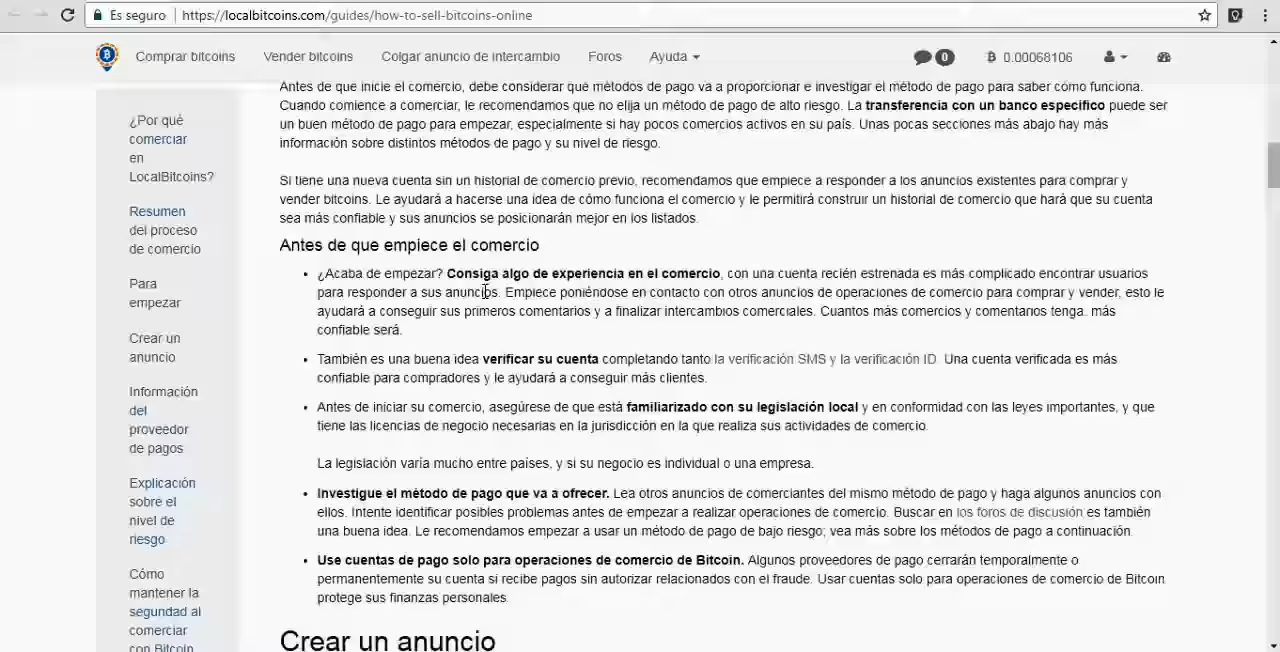 Es seguro https://localbitcoins.com/guides/how-to-sell-bitcoins-online
Comprar bitcoins Vender bitcoins Colgar anuncio de intercambio Foros Ayuda 0 0.00068106
¿Por qué
comerciar
en
LocalBitcoins?
Resumen
del proceso
de comercio
Para
empezar
Crear un
anuncio
Información
del
proveedor
de pagos
Explicación
sobre el
nivel de
riesgo
Cómo
mantener la
seguridad al
comerciar
con Bitcoin
Antes de que inicie el comercio, debe considerar qué métodos de pago va a proporcionar e investigar el método de pago para saber cómo funciona.
Cuando comience a comerciar, le recomendamos que no elija un método de pago de alto riesgo. La transferencia con un banco específico puede ser
un buen método de pago para empezar, especialmente si hay pocos comercios activos en su país. Unas pocas secciones más abajo hay más
información sobre distintos métodos de pago y su nivel de riesgo.
Si tiene una nueva cuenta sin un historial de comercio previo, recomendamos que empiece a responder a los anuncios existentes para comprar y
vender bitcoins. Le ayudará a hacerse una idea de cómo funciona el comercio y le permitirá construir un historial de comercio que hará que su cuenta
sea más confiable y sus anuncios se posicionarán mejor en los listados.
Antes de que empiece el comercio
• ¿Acaba de empezar? Consiga algo de experiencia en el comercio, con una cuenta recién estrenada es más complicado encontrar usuarios
para responder a sus anuncios. Empiece poniéndose en contacto con otros anuncios de operaciones de comercio para comprar y vender, esto le
ayudará a conseguir sus primeros comentarios y a finalizar intercambios comerciales. Cuantos más comercios y comentarios tenga. más
confiable será.
• También es una buena idea verificar su cuenta completando tanto la verificación SMS y la verificación ID. Una cuenta verificada es más
confiable para compradores y le ayudará a conseguir más clientes.
• Antes de iniciar su comercio, asegúrese de que está familiarizado con su legislación local y en conformidad con las leyes importantes, y que
tiene las licencias de negocio necesarias en la jurisdicción en la que realiza sus actividades de comercio.
La legislación varía mucho entre países, y si su negocio es individual o una empresa.
• Investigue el método de pago que va a ofrecer. Lea otros anuncios de comerciantes del mismo método de pago y haga algunos anuncios con
ellos. Intente identificar posibles problemas antes de empezar a realizar operaciones de comercio. Buscar en los foros de discusión es también
una buena idea. Le recomendamos empezar a usar un método de pago de bajo riesgo; vea más sobre los métodos de pago a continuación.
• Use cuentas de pago solo para operaciones de comercio de Bitcoin. Algunos proveedores de pago cerrarán temporalmente o
permanentemente su cuenta si recibe pagos sin autorizar relacionados con el fraude. Usar cuentas solo para operaciones de comercio de Bitcoin
protege sus finanzas personales.
Crear un anuncio